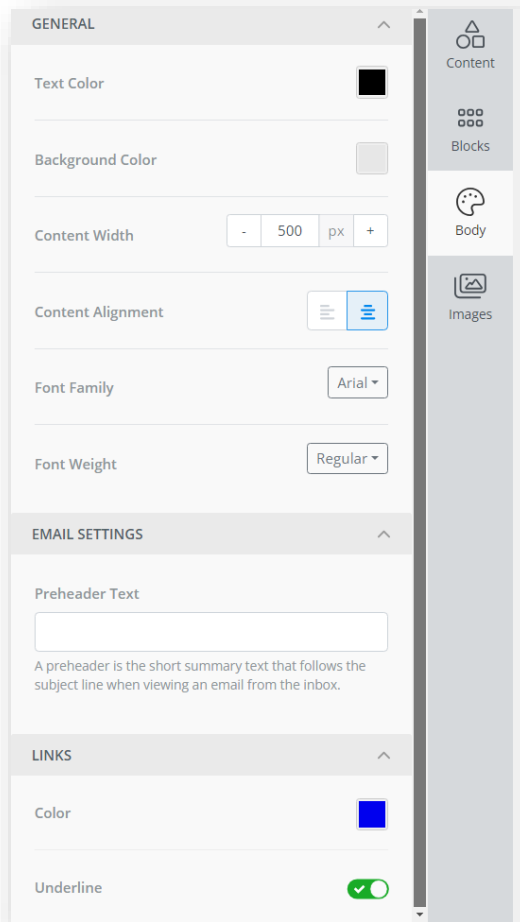 GENERAL
Text Color
Background Color
Content Width
- 500 px +
Content Alignment
Font Family
Arial
Font Weight
Regular
EMAIL SETTINGS
Preheader Text
A preheader is the short summary text that follows the
subject line when viewing an email from the inbox.
LINKS
Color
Underline
Content
Blocks
Body
Images